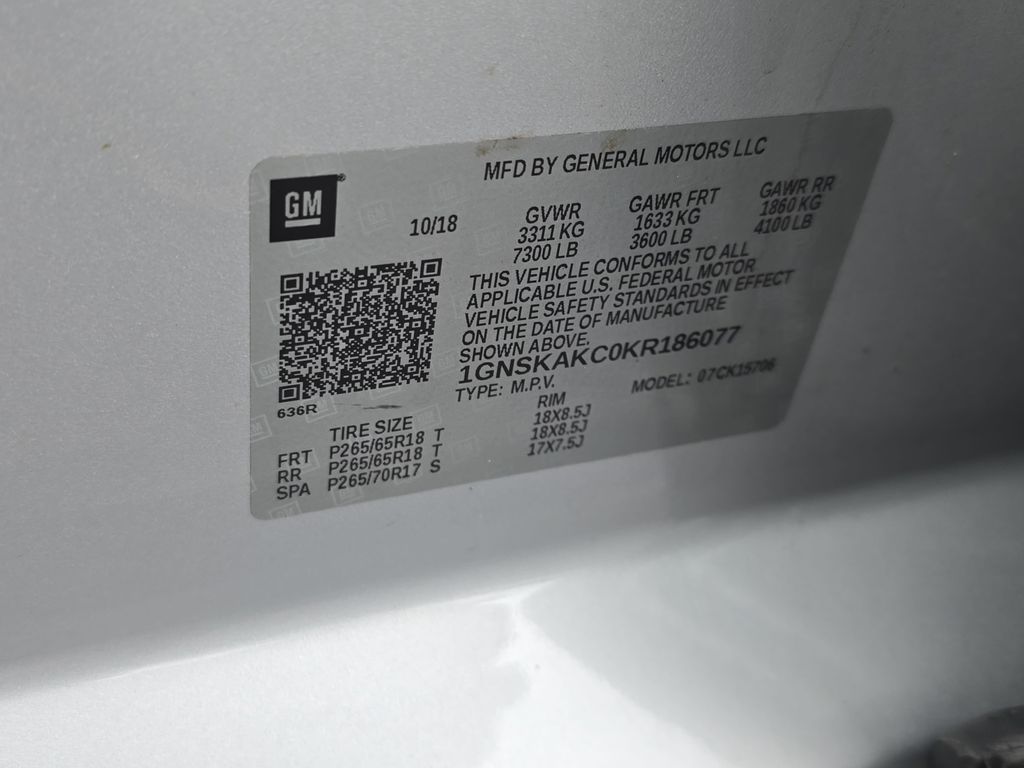 MFD BY GENERAL MOTORS LLC
GM®
10/18 GVWR GAWR FRT GAWR RR
3311 KG 1633 KG 1860 KG
7300 LB 3600 LB 4100 LB
THIS VEHICLE CONFORMS TO ALL
APPLICABLE U.S. FEDERAL MOTOR
VEHICLE SAFETY STANDARDS IN EFFECT
ON THE DATE OF MANUFACTURE
SHOWN ABOVE.
1GNSKAKC0KR186077
TYPE: M.P.V. MODEL: 07CK15706
636R
TIRE SIZE RIM
FRT P265/65R18 T 18X8.5J
RR P265/65R18 T 18X8.5J
SPA P265/70R17 S 17X7.5J